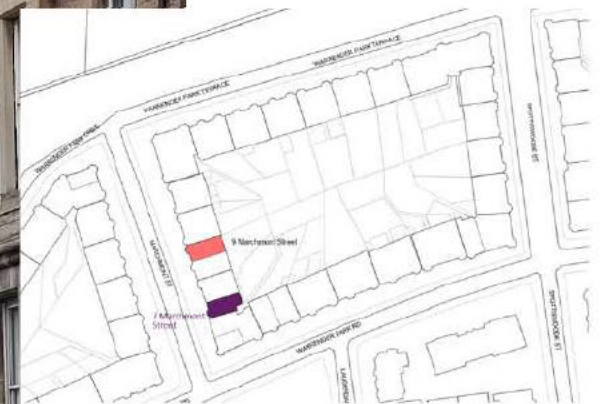 WARRENDER PARK TERRACE
WARRENDER PARK TERRACE
WARRENDER PARK TERRACE
SPOTTISWOODE ST
9 Marchmont Street
MARCHMONT ST
7 Marchmont
Street
SPOTTISWOODE ST
WARRENDER PARK RD